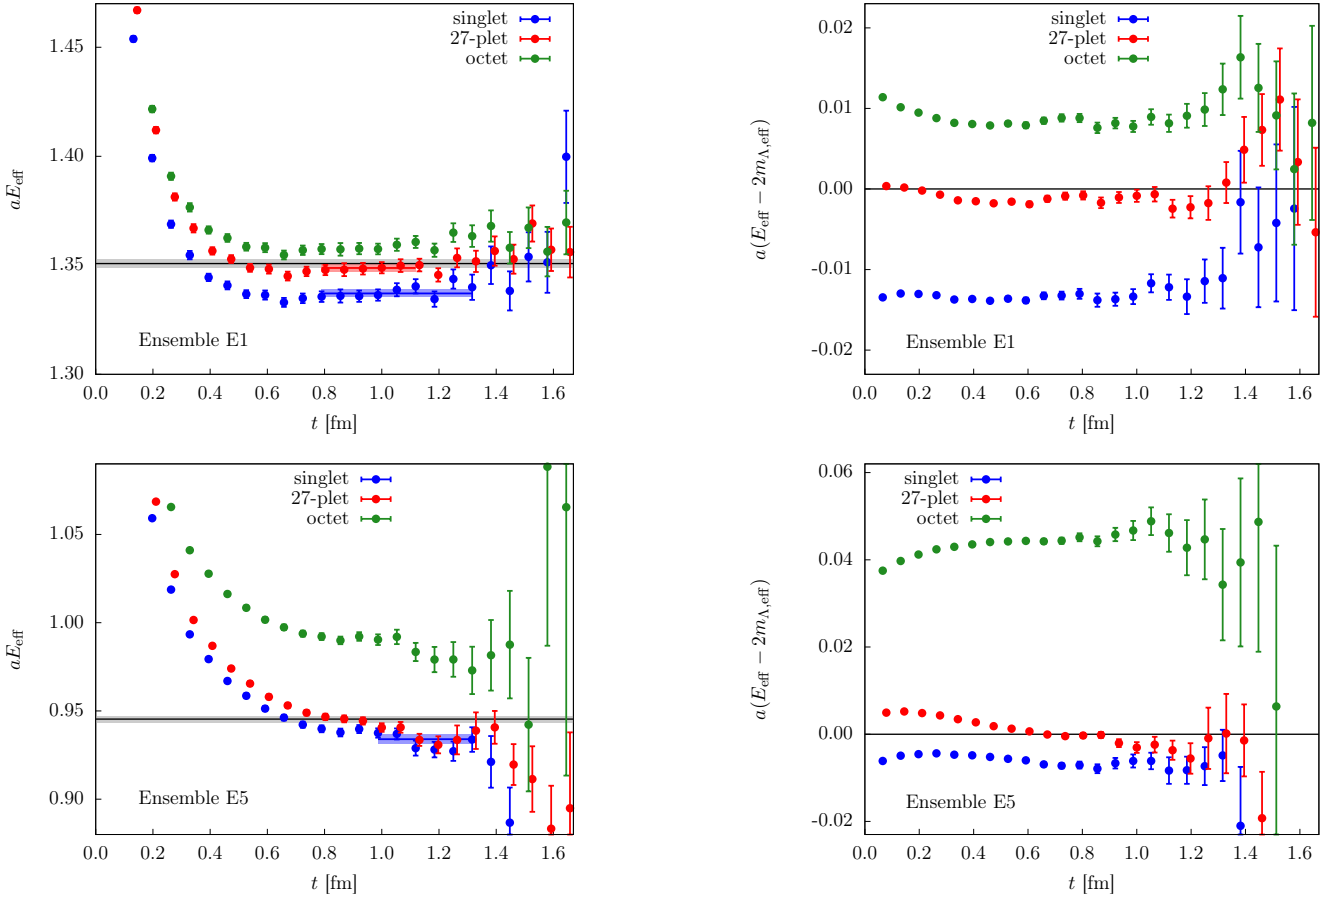 singlet
27-plet
octet
1.45
1.40
1.35
1.30
aE_eff
Ensemble E1
0.0 0.2 0.4 0.6 0.8 1.0 1.2 1.4 1.6
t [fm]
singlet
27-plet
octet
0.02
0.01
0.00
-0.01
-0.02
a(E_eff − 2m_Λ,eff)
Ensemble E1
0.0 0.2 0.4 0.6 0.8 1.0 1.2 1.4 1.6
t [fm]
singlet
27-plet
octet
1.05
1.00
0.95
0.90
aE_eff
Ensemble E5
0.0 0.2 0.4 0.6 0.8 1.0 1.2 1.4 1.6
t [fm]
singlet
27-plet
octet
0.06
0.04
0.02
0.00
-0.02
a(E_eff − 2m_Λ,eff)
Ensemble E5
0.0 0.2 0.4 0.6 0.8 1.0 1.2 1.4 1.6
t [fm]